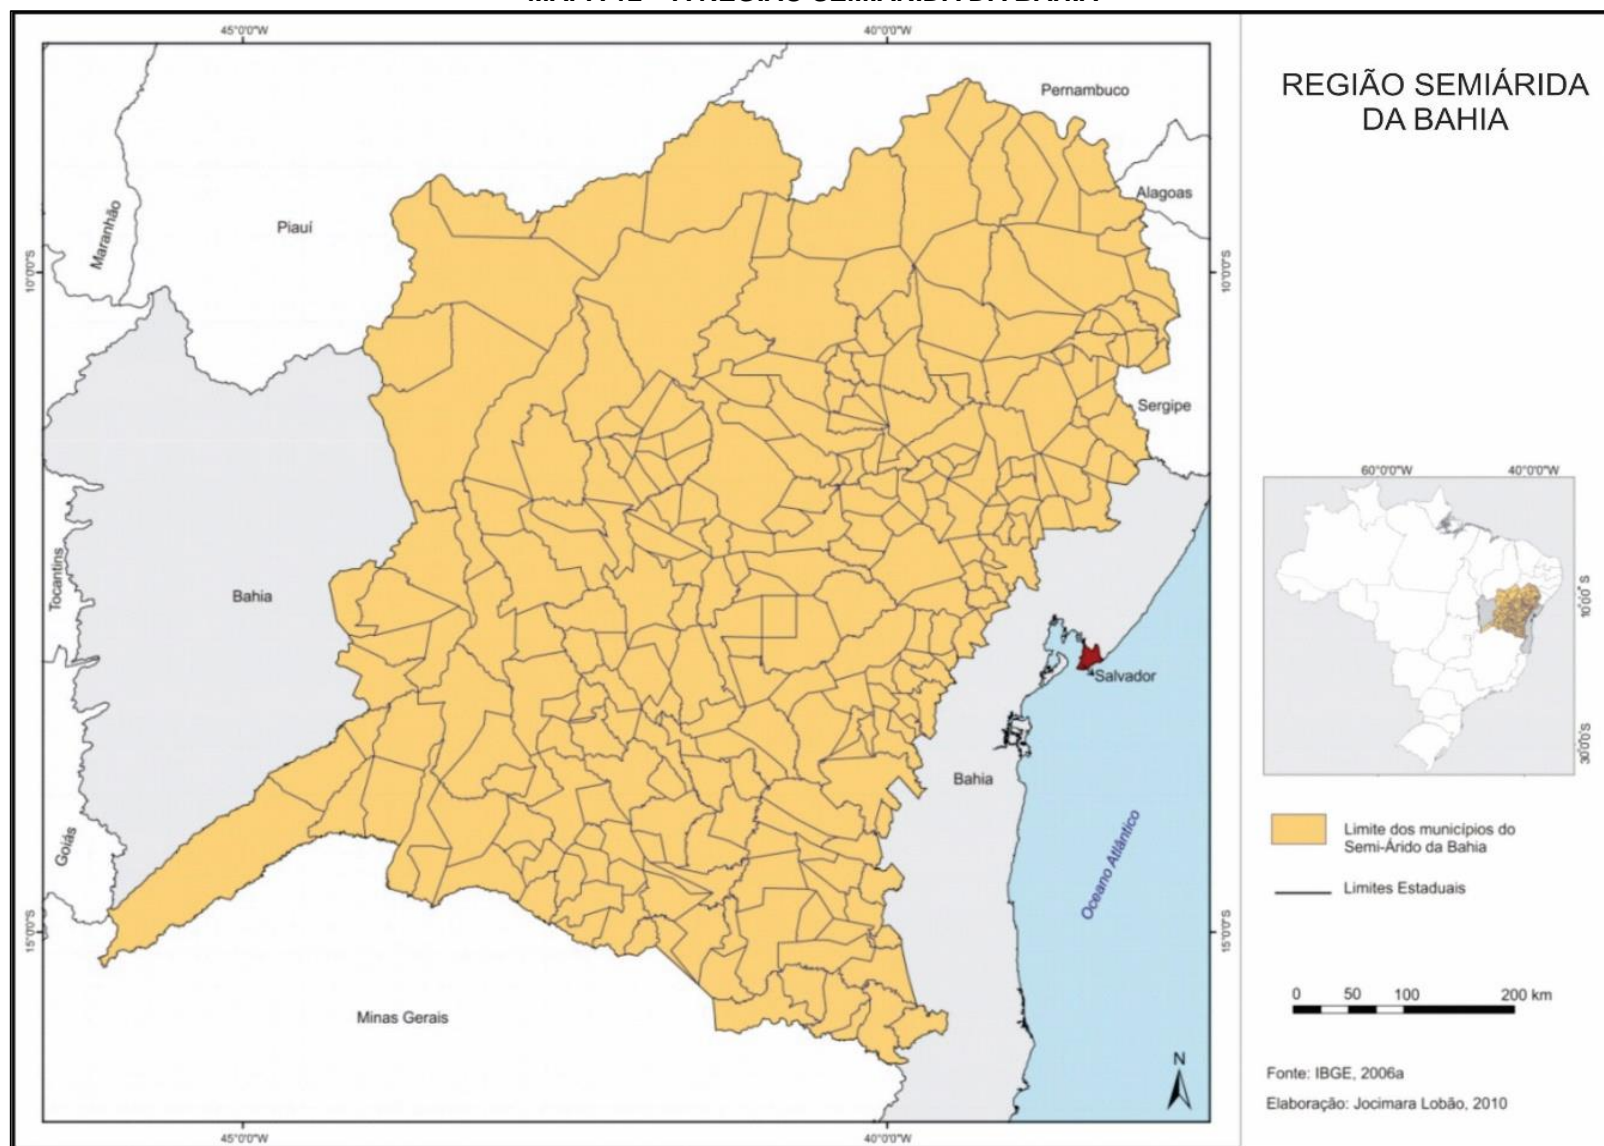 45°0'0"W
40°0'0"W
Pernambuco
Alagoas
Maranhão
Piauí
10°0'0"S
10°0'0"S
Sergipe
Tocantins
Bahia
Salvador
Bahia
Goiás
Oceano Atlântico
15°0'0"S
15°0'0"S
Minas Gerais
N
45°0'0"W
40°0'0"W
REGIÃO SEMIÁRIDA
DA BAHIA
60°0'0"W
40°0'0"W
10°0'0"S
30°0'0"S
Limite dos municípios do
Semi-Árido da Bahia
Limites Estaduais
0 50 100 200 km
Fonte: IBGE, 2006a
Elaboração: Jocimara Lobão, 2010